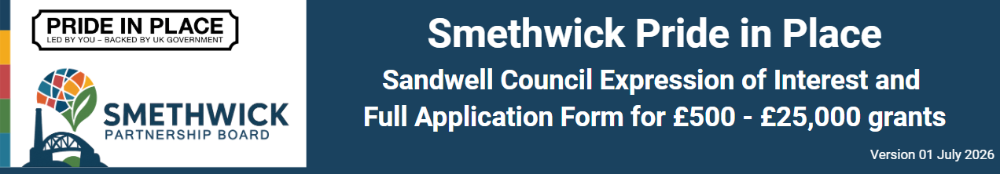 PRIDE IN PLACE
LED BY YOU – BACKED BY UK GOVERNMENT
SMETHWICK
PARTNERSHIP BOARD
Smethwick Pride in Place
Sandwell Council Expression of Interest and
Full Application Form for £500 - £25,000 grants
Version 01 July 2026